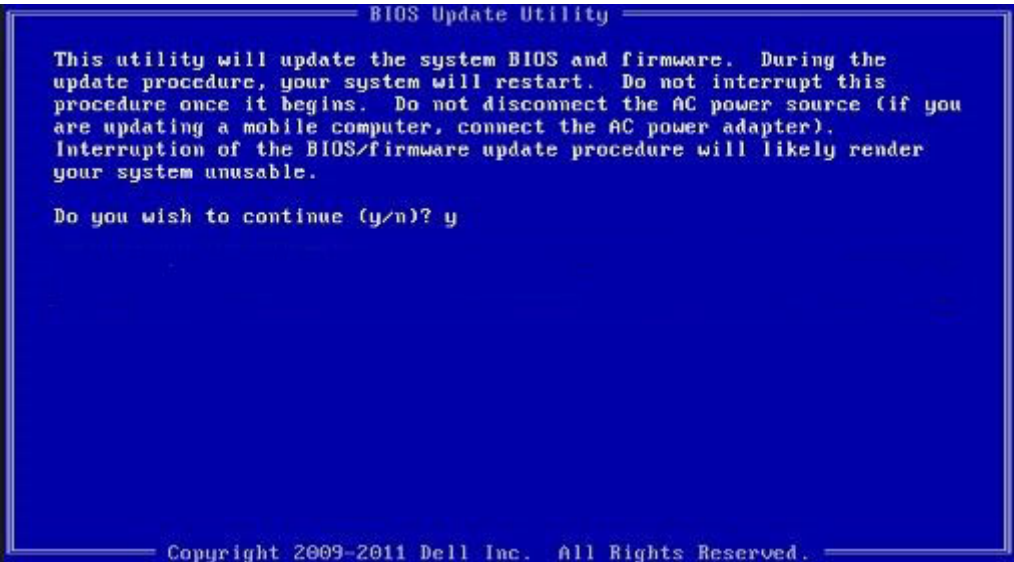 BIOS Update Utility
This utility will update the system BIOS and firmware.  During the
update procedure, your system will restart.  Do not interrupt this
procedure once it begins.  Do not disconnect the AC power source (if you
are updating a mobile computer, connect the AC power adapter).
Interruption of the BIOS/firmware update procedure will likely render
your system unusable.
Do you wish to continue (y/n)? y
Copyright 2009-2011 Dell Inc.  All Rights Reserved.